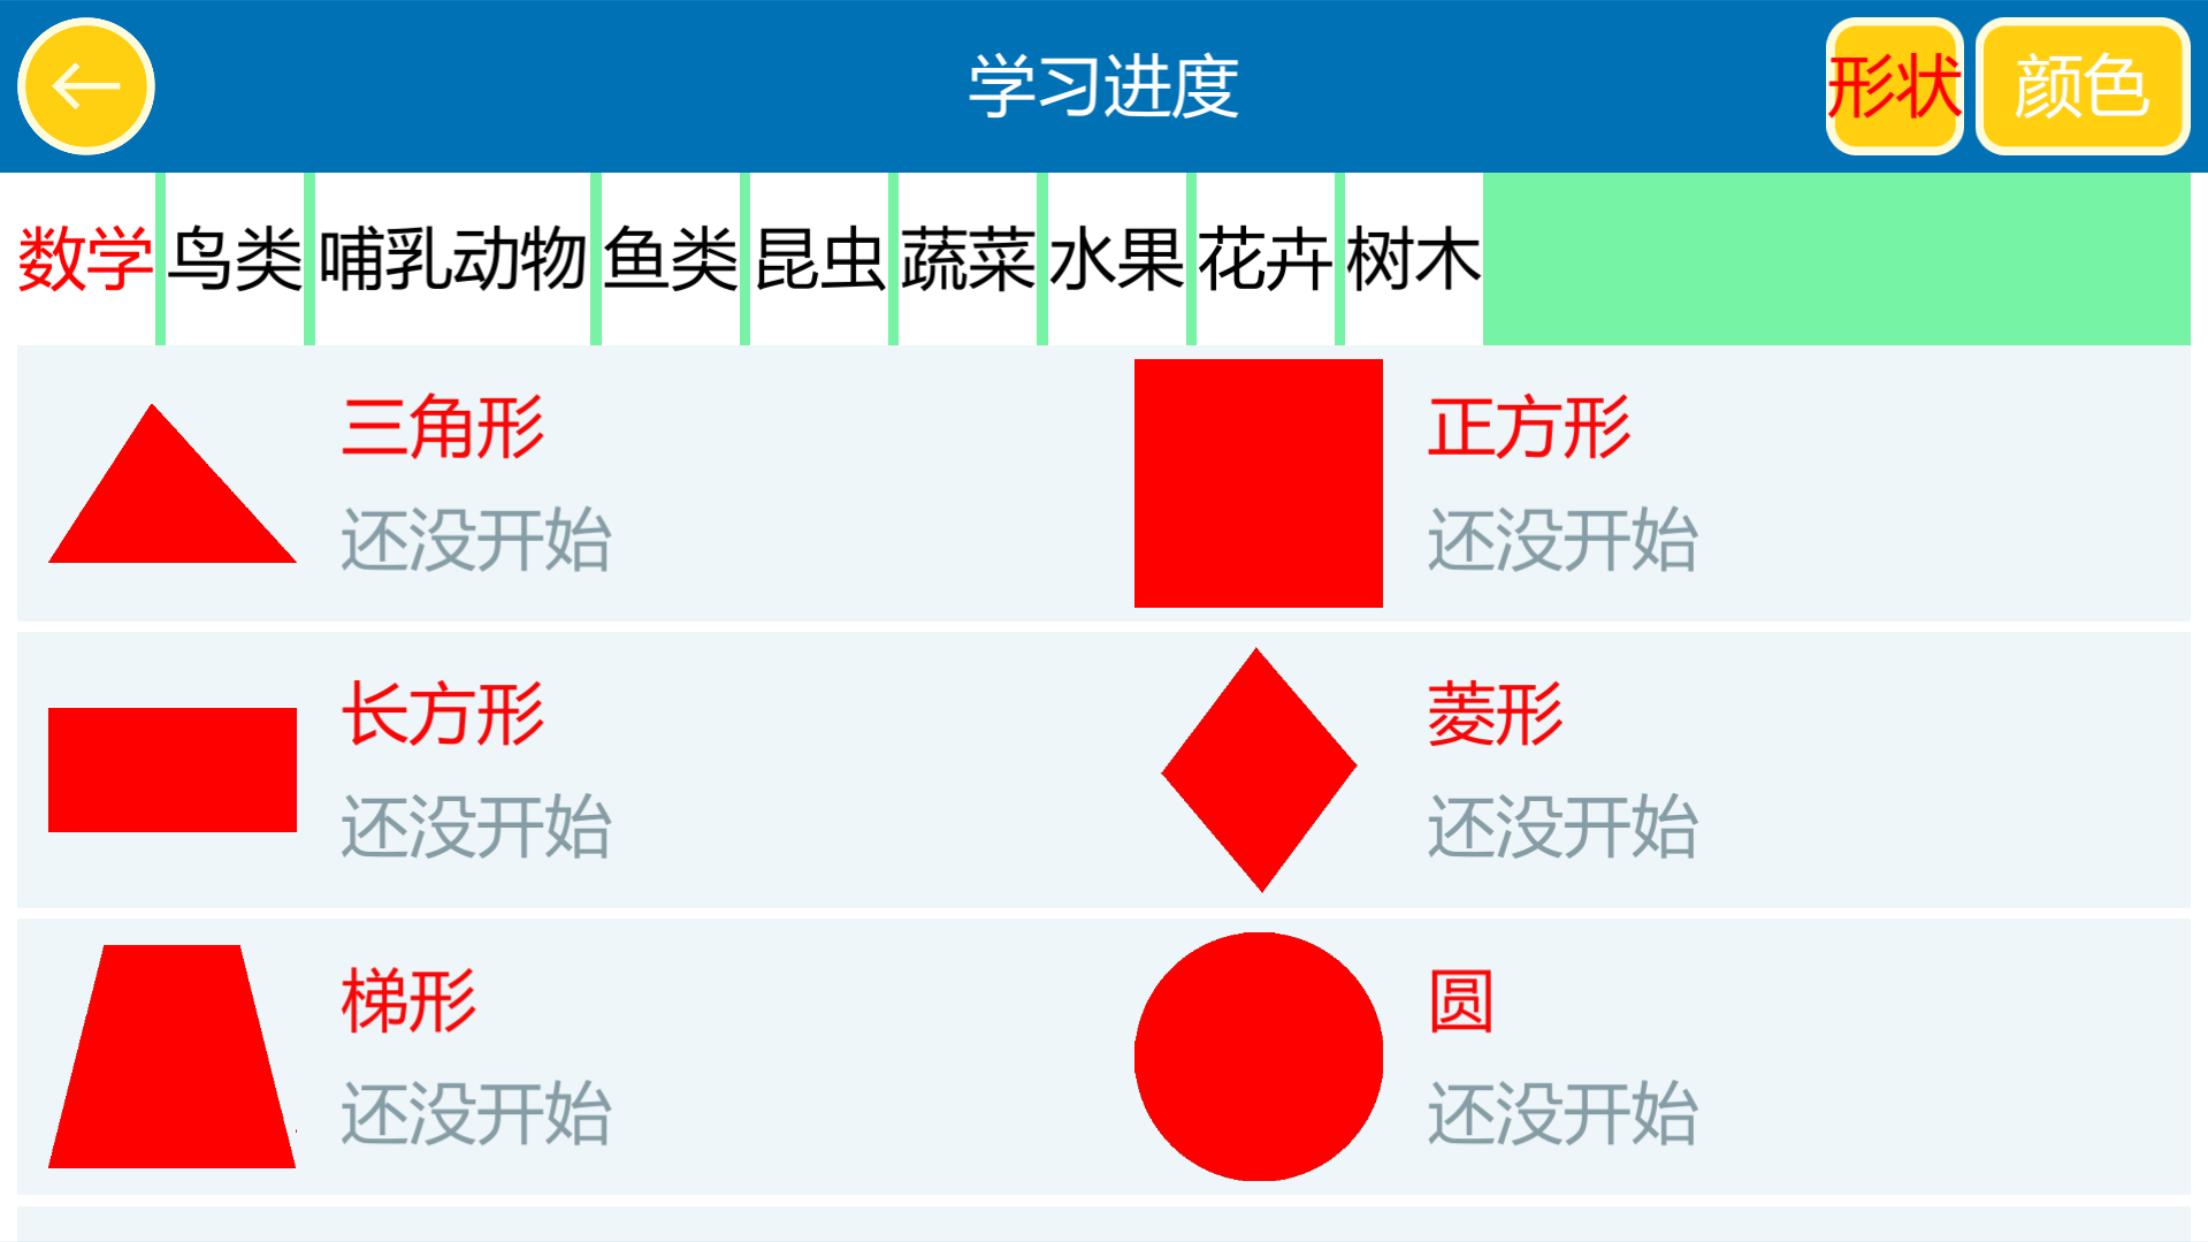 学习进度
形状
颜色
数学 鸟类 哺乳动物 鱼类 昆虫 蔬菜 水果 花卉 树木
三角形
还没开始
正方形
还没开始
长方形
还没开始
菱形
还没开始
梯形
还没开始
圆
还没开始